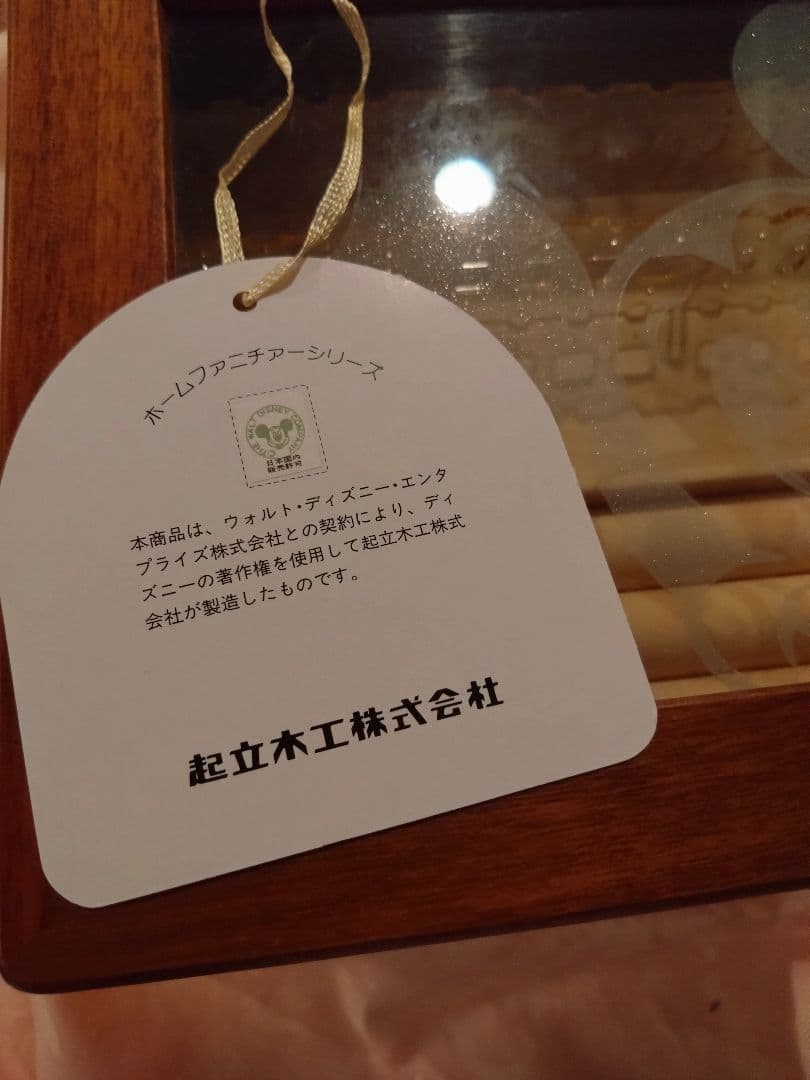 ホームファニチアーシリーズ
©THE WALT DISNEY COMPANY
日本国内
販売許可
本商品は、ウォルト・ディズニー・エンタ
プライズ株式会社との契約により、ディ
ズニーの著作権を使用して起立木工株式
会社が製造したものです。
起立木工株式会社